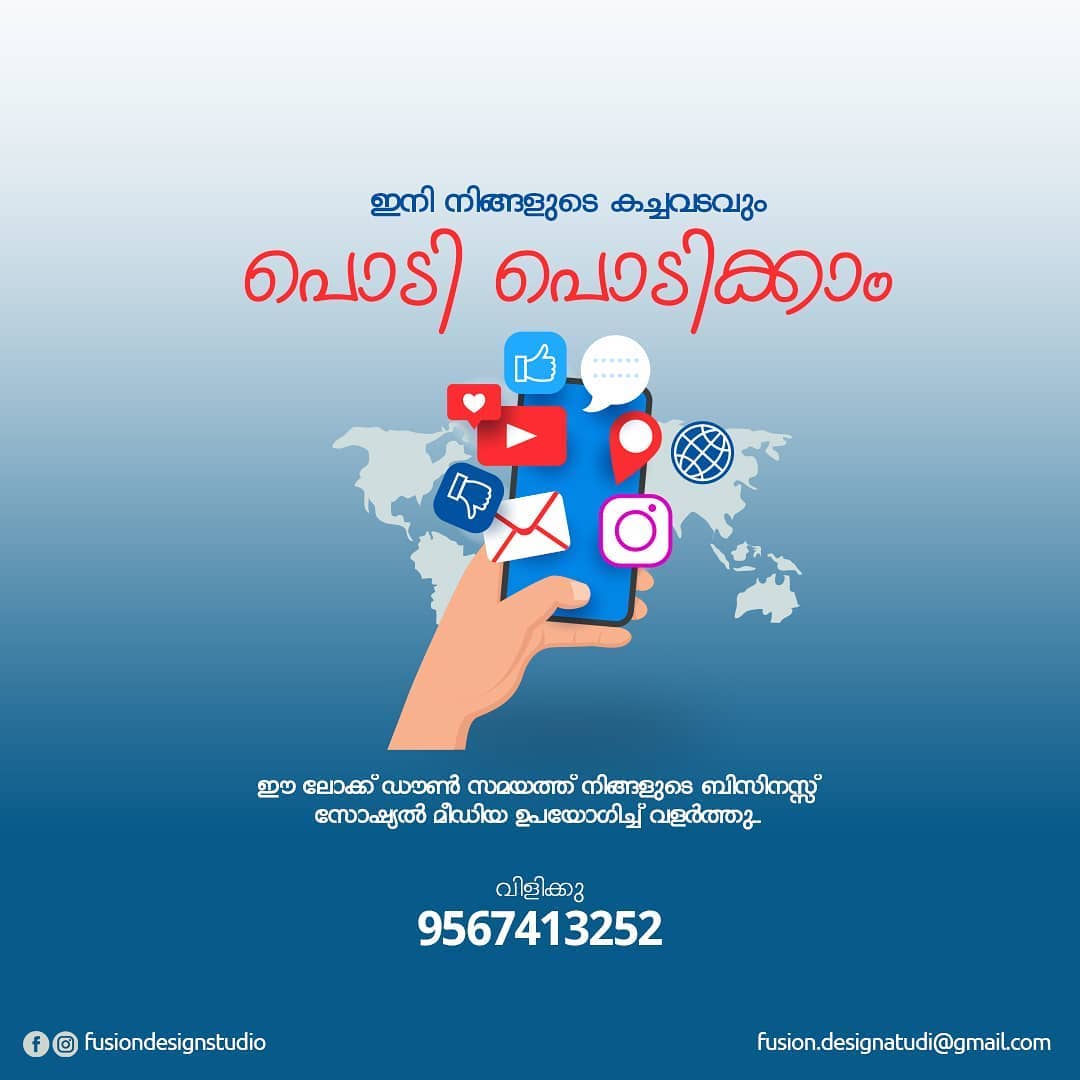 ഇനി നിങ്ങളുടെ കച്ചവടവും
പൊടി പൊടിക്കാം
ഈ ലോക്ക് ഡൗൺ സമയത്ത് നിങ്ങളുടെ ബിസിനസ്സ്
സോഷ്യൽ മീഡിയ ഉപയോഗിച്ച് വളർത്തു..
വിളിക്കു
9567413252
fusiondesignstudio
fusion.designatudi@gmail.com